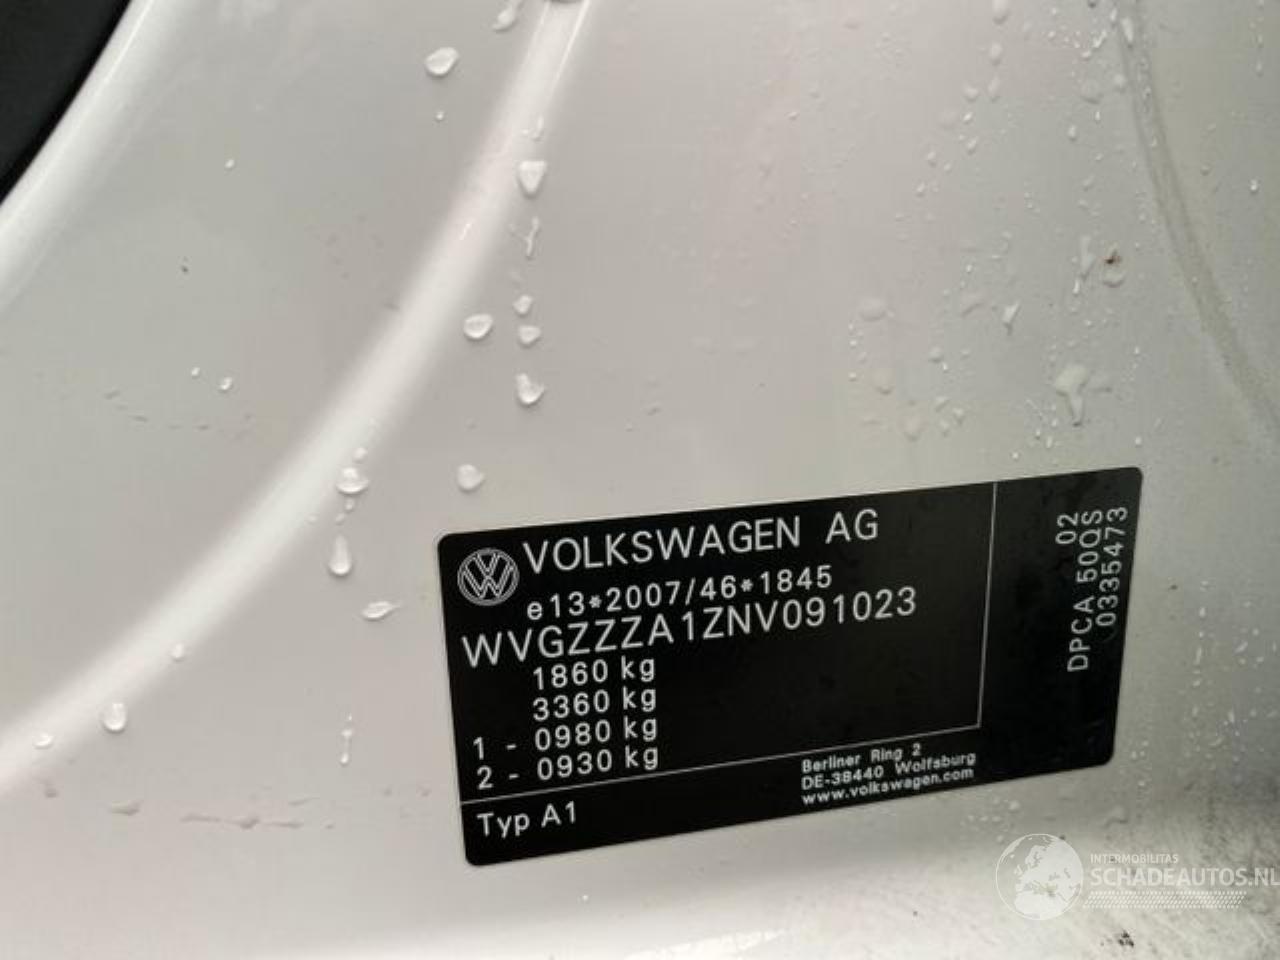 VOLKSWAGEN AG
e13*2007/46*1845
WVGZZZA1ZNV091023
1860 kg
3360 kg
1 - 0980 kg
2 - 0930 kg
Typ A1
Berliner Ring 2
DE-38440 Wolfsburg
www.volkswagen.com
02
DPCA 50QS
0335473
INTERMOBILITAS
SCHADEAUTOS.NL